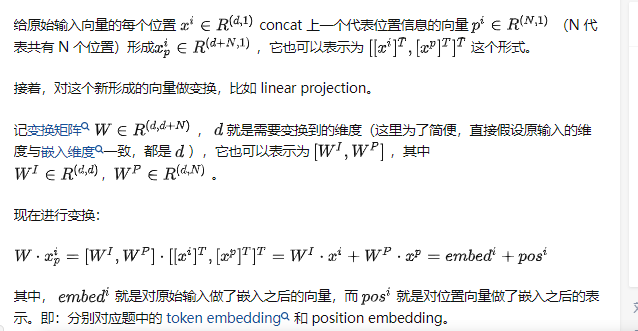 给原始输入向量的每个位置 $x^i \in R^{(d,1)}$ concat 上一个代表位置信息的向量 $p^i \in R^{(N,1)}$ （N 代
表共有 N 个位置）形成 $x_p^i \in R^{(d+N,1)}$ ，它也可以表示为 $[[x^i]^T, [x^p]^T]^T$ 这个形式。
接着，对这个新形成的向量做变换，比如 linear projection。
记变换矩阵 $W \in R^{(d,d+N)}$ ， $d$ 就是需要变换到的维度（这里为了简便，直接假设原输入的维
度与嵌入维度一致，都是 $d$ ），它也可以表示为 $[W^I, W^P]$ ，其中
$W^I \in R^{(d,d)}, W^P \in R^{(d,N)}$ 。
现在进行变换：
$W \cdot x_p^i = [W^I, W^P] \cdot [[x^i]^T, [x^p]^T]^T = W^I \cdot x^i + W^P \cdot x^p = embed^i + pos^i$
其中， $embed^i$ 就是对原始输入做了嵌入之后的向量，而 $pos^i$ 就是对位置向量做了嵌入之后的表
示。即：分别对应题中的 token embedding 和 position embedding。